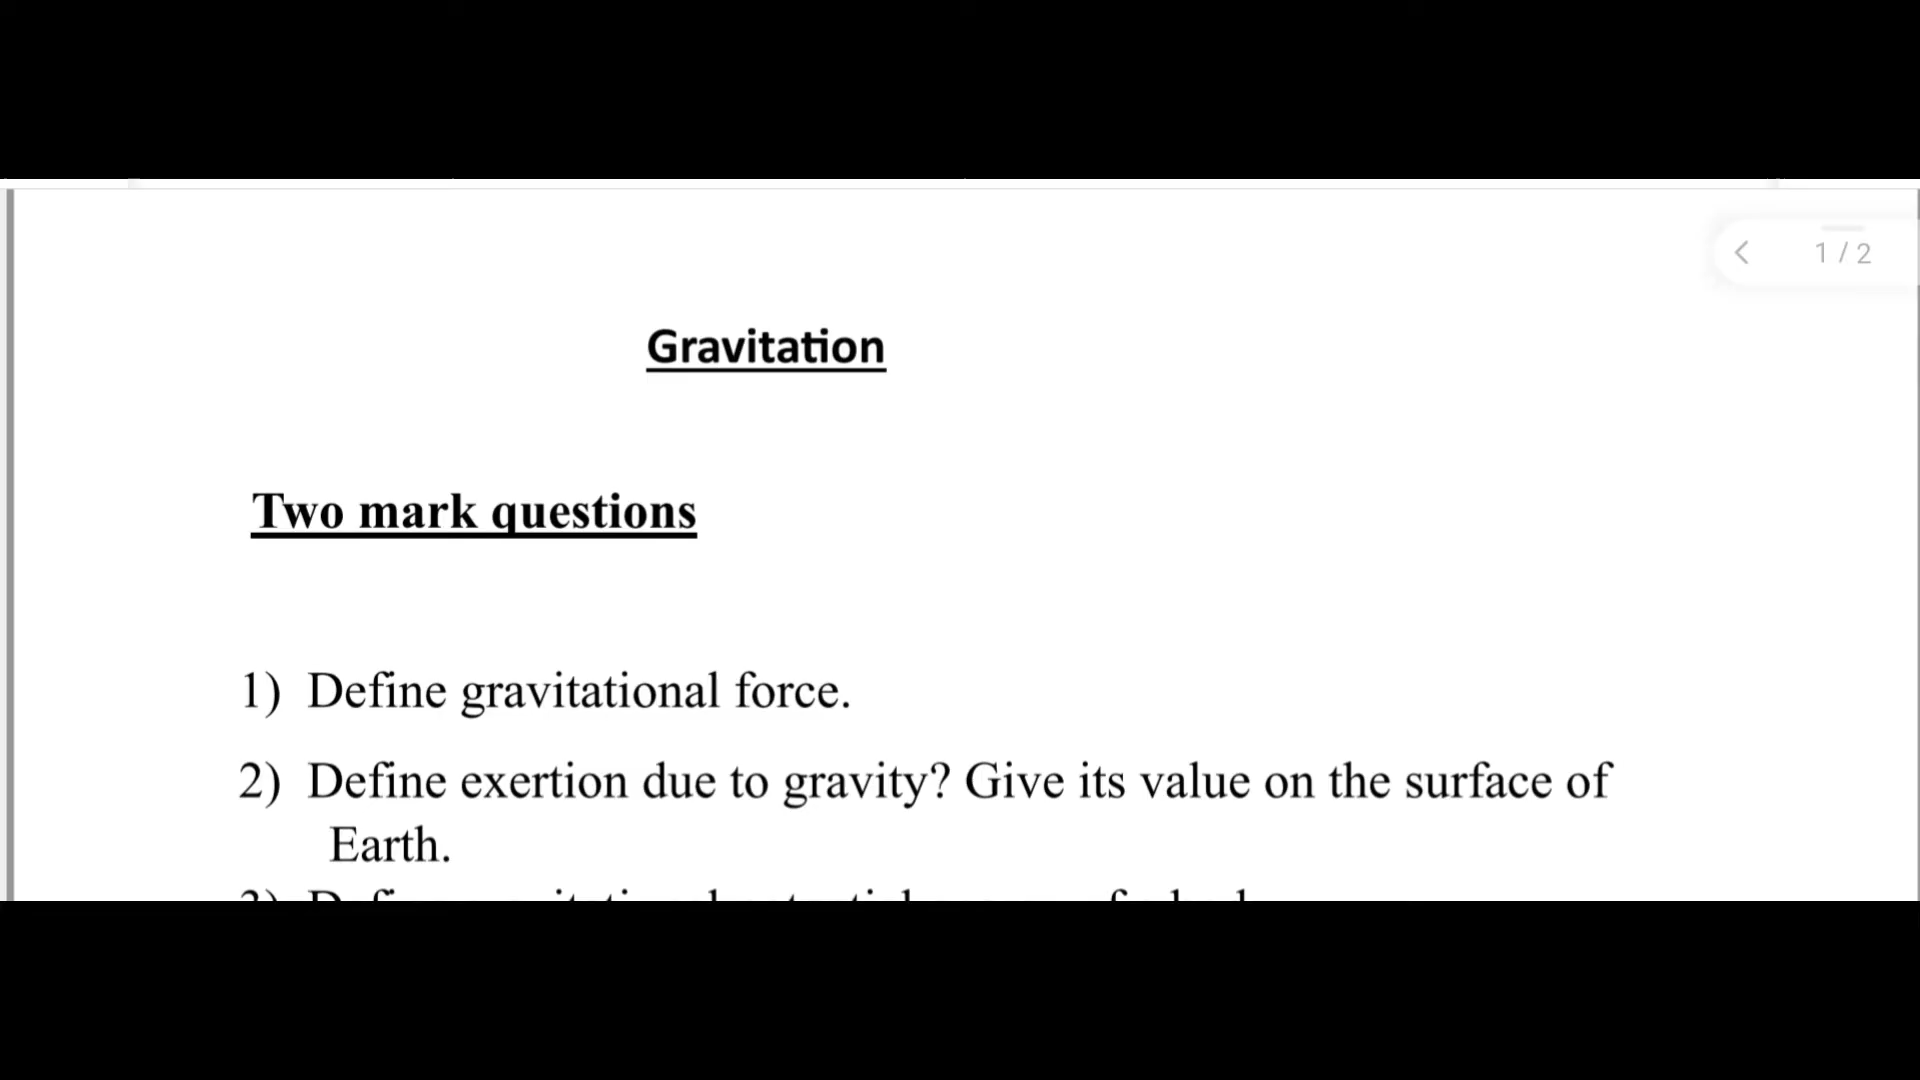 1 / 2
Gravitation
Two mark questions
1) Define gravitational force.
2) Define exertion due to gravity? Give its value on the surface of
Earth.